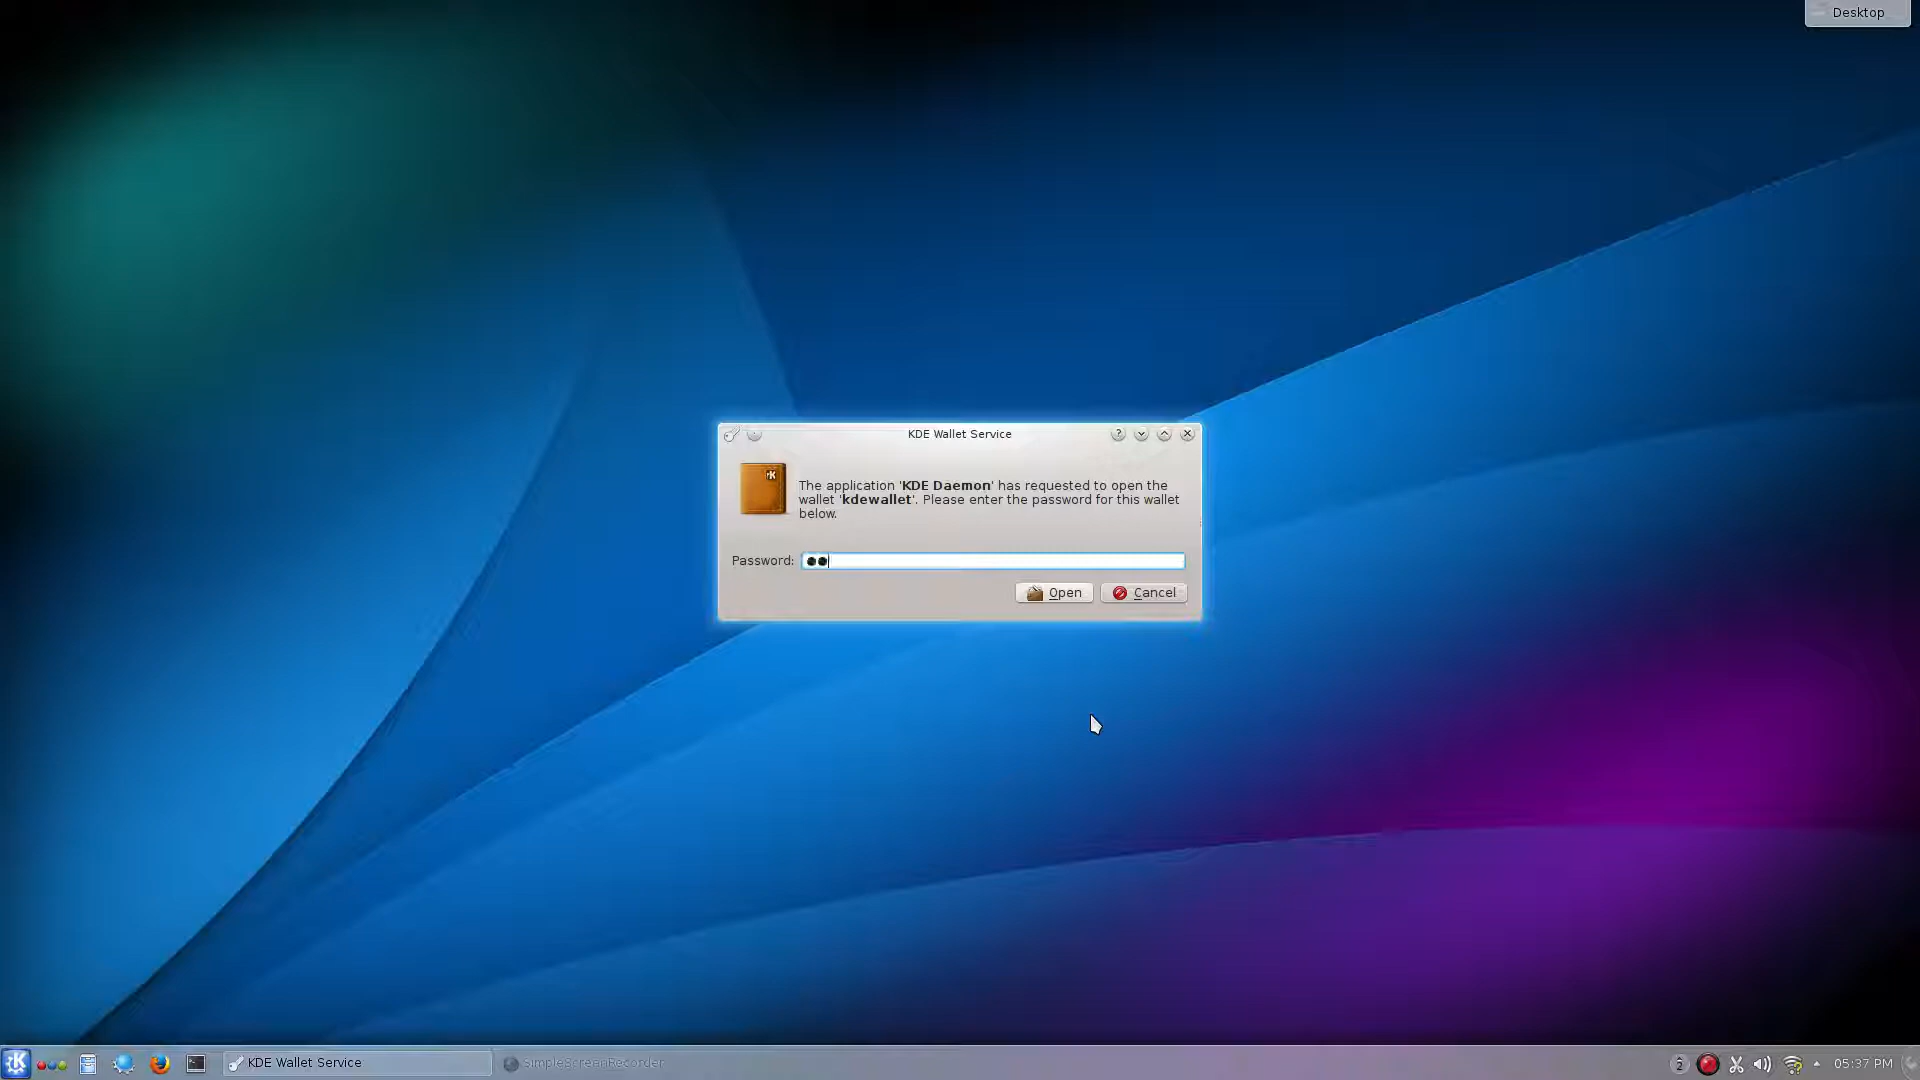 Desktop
KDE Wallet Service
The application 'KDE Daemon' has requested to open the
wallet 'kdewallet'. Please enter the password for this wallet
below.
Password:
Open
Cancel
KDE Wallet Service
SimpleScreenRecorder
2
05:37 PM